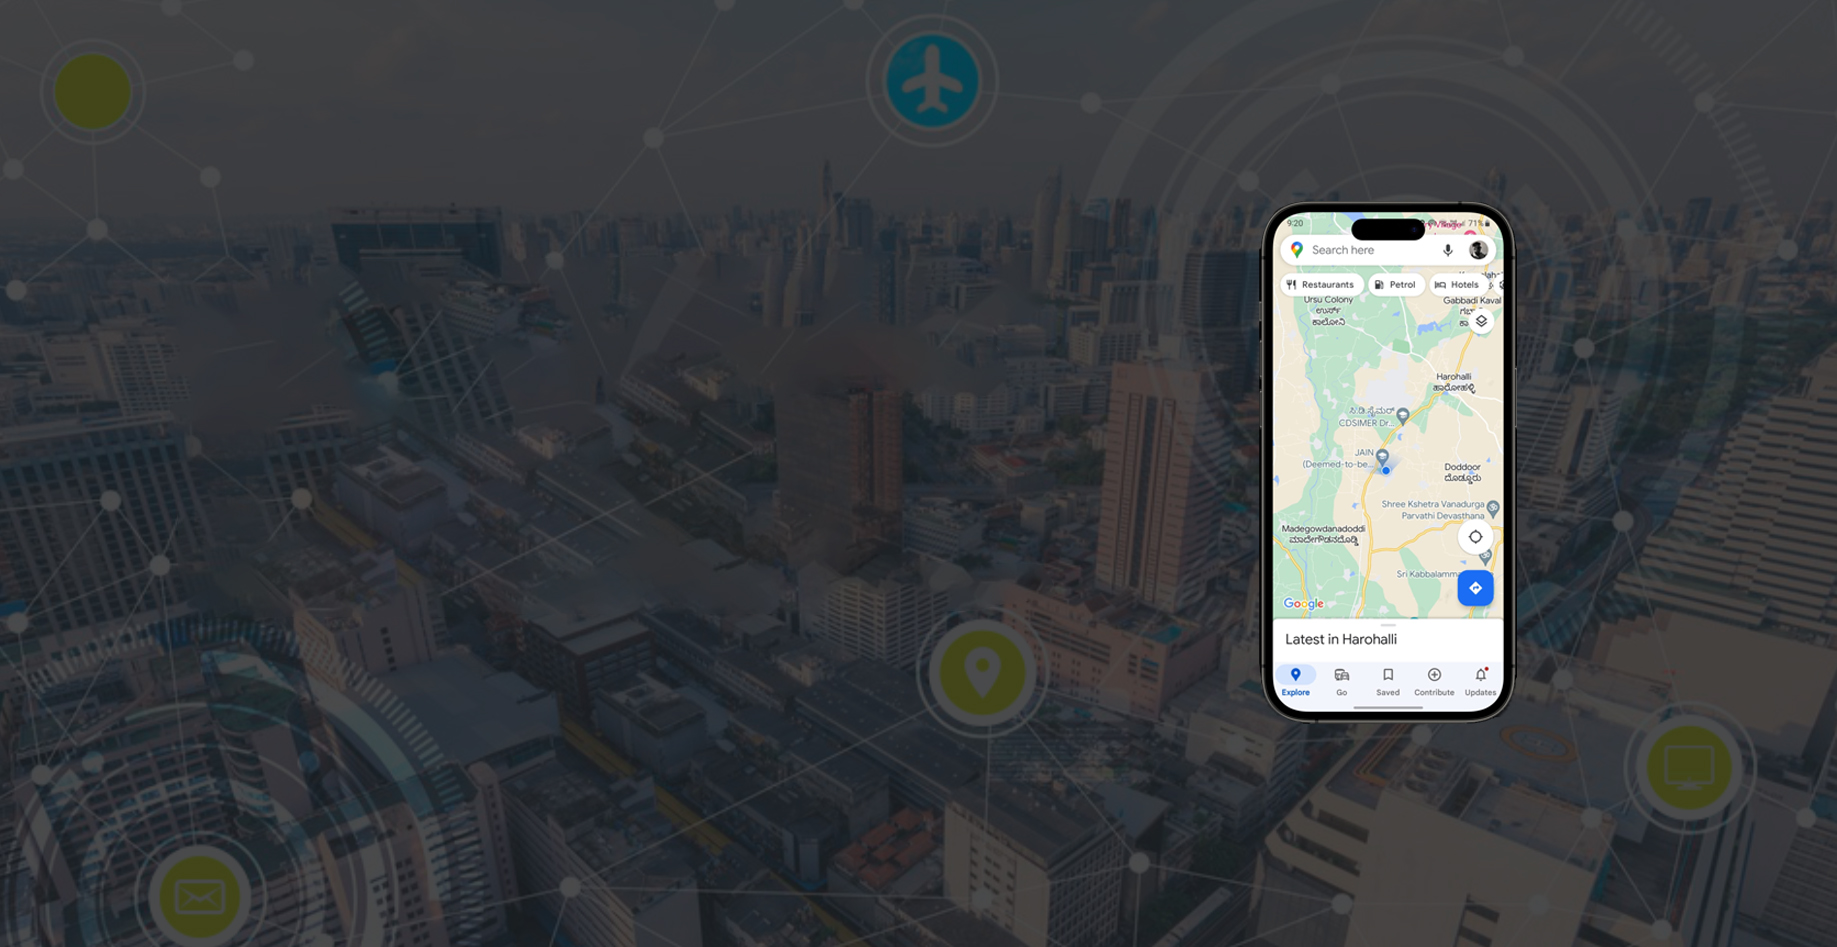 9:20
71%
Search here
Restaurants
Petrol
Hotels
Ursu Colony
ಉರ್ಸ್
ಕಾಲೋನಿ
Gabbadi Kaval
Harohalli
ಹಾರೋಹಳ್ಳಿ
ಸಿ.ಡಿ.ಸೈಮರ್
CDSIMER Dr...
JAIN
(Deemed-to-be...
Doddoor
ದೊಡ್ಡೂರು
Shree Kshetra Vanadurga
Parvathi Devasthana
Madegowdanadoddi
ಮಾದೇಗೌಡನದೊಡ್ಡಿ
Sri Kabbalamm
Google
Latest in Harohalli
Explore
Go
Saved
Contribute
Updates